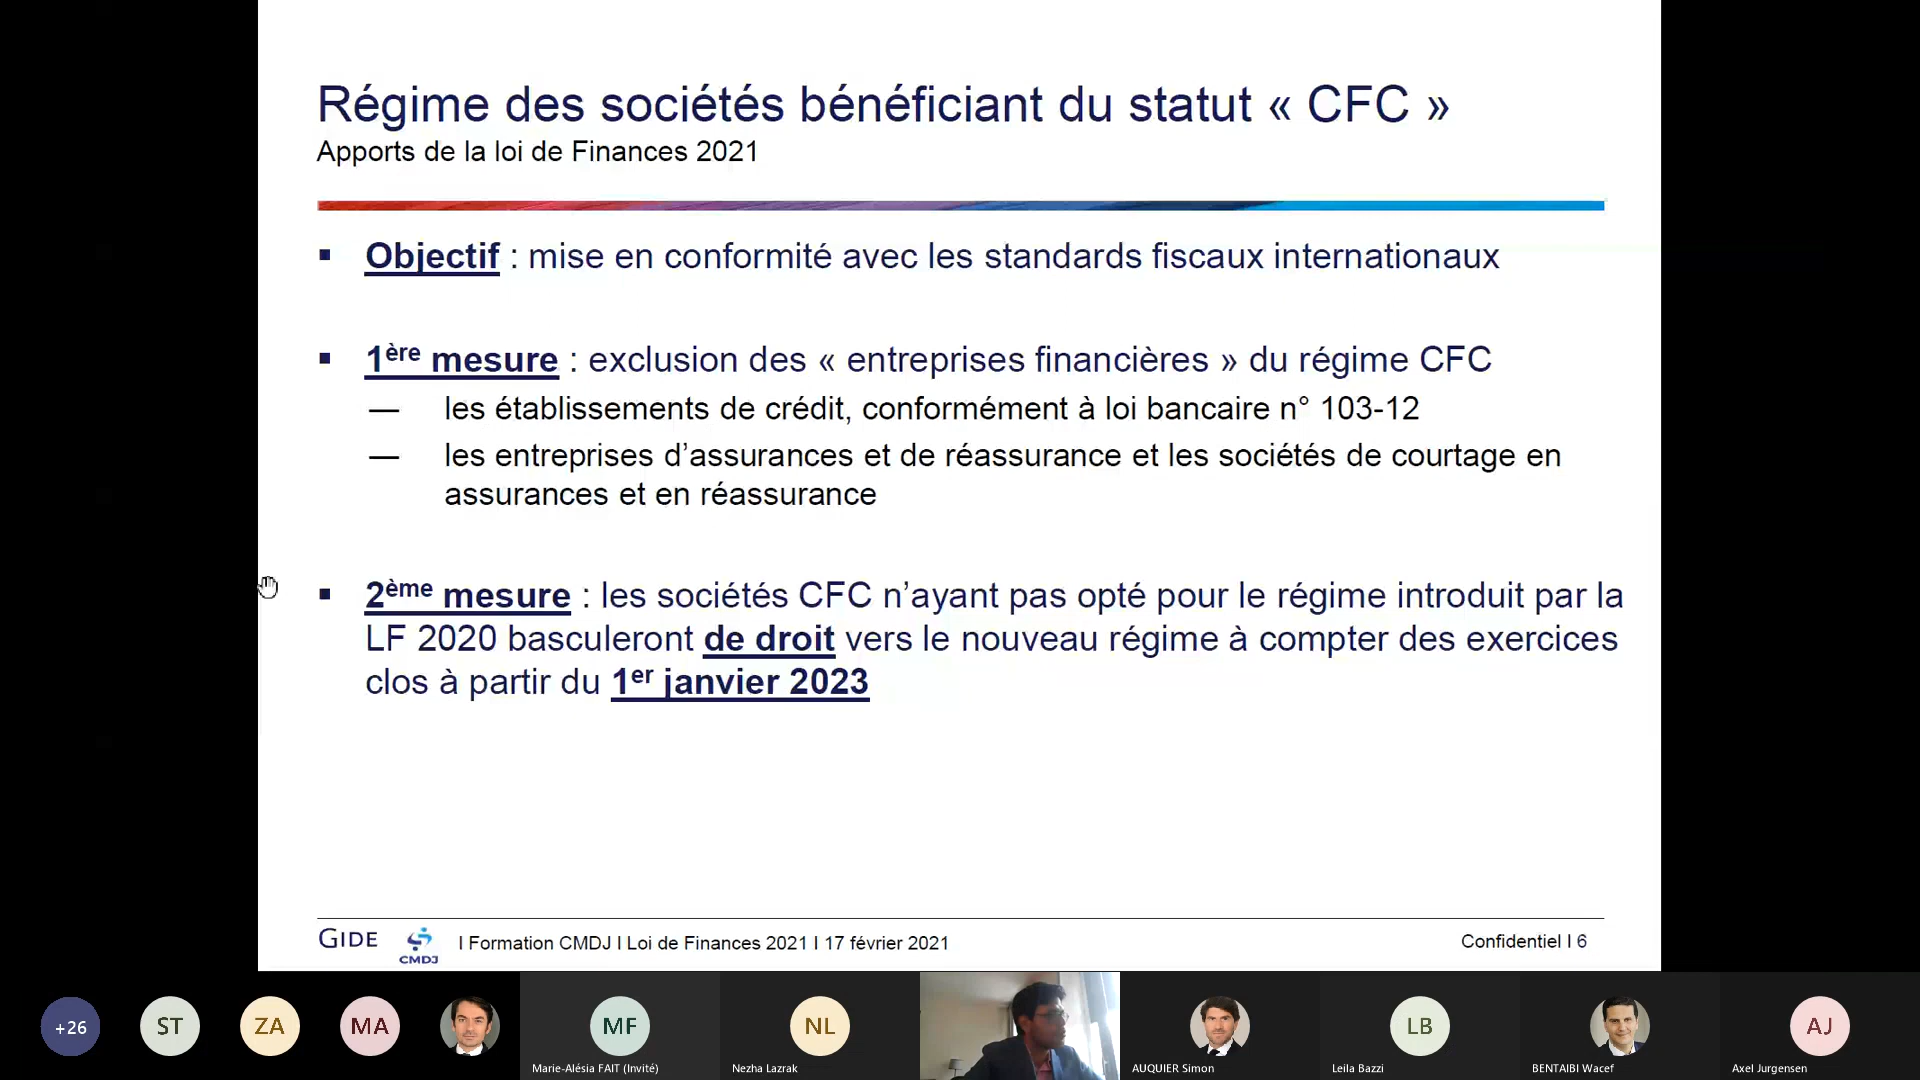 Régime des sociétés bénéficiant du statut « CFC »
Apports de la loi de Finances 2021
▪ Objectif : mise en conformité avec les standards fiscaux internationaux
▪ 1ère mesure : exclusion des « entreprises financières » du régime CFC
— les établissements de crédit, conformément à loi bancaire n° 103-12
— les entreprises d’assurances et de réassurance et les sociétés de courtage en
assurances et en réassurance
▪ 2ème mesure : les sociétés CFC n’ayant pas opté pour le régime introduit par la
LF 2020 basculeront de droit vers le nouveau régime à compter des exercices
clos à partir du 1er janvier 2023
GIDE CMDJ I Formation CMDJ I Loi de Finances 2021 I 17 février 2021 Confidentiel I 6
+26 ST ZA MA MF NL LB AJ
Marie-Alésia FAIT (Invité) Nezha Lazrak AUQUIER Simon Leila Bazzi BENTAIBI Wacef Axel Jurgensen